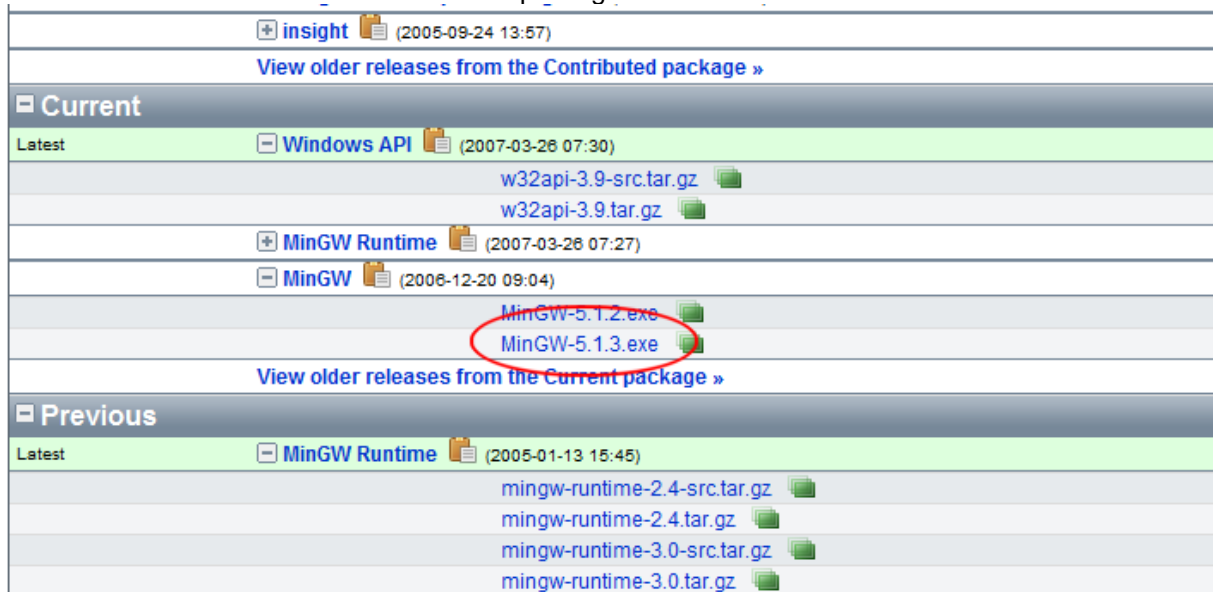 insight (2005-09-24 13:57)
View older releases from the Contributed package »
Current
Latest Windows API (2007-03-26 07:30)
w32api-3.9-src.tar.gz
w32api-3.9.tar.gz
MinGW Runtime (2007-03-26 07:27)
MinGW (2006-12-20 09:04)
MinGW-5.1.2.exe
MinGW-5.1.3.exe
View older releases from the Current package »
Previous
Latest MinGW Runtime (2005-01-13 15:45)
mingw-runtime-2.4-src.tar.gz
mingw-runtime-2.4.tar.gz
mingw-runtime-3.0-src.tar.gz
mingw-runtime-3.0.tar.gz